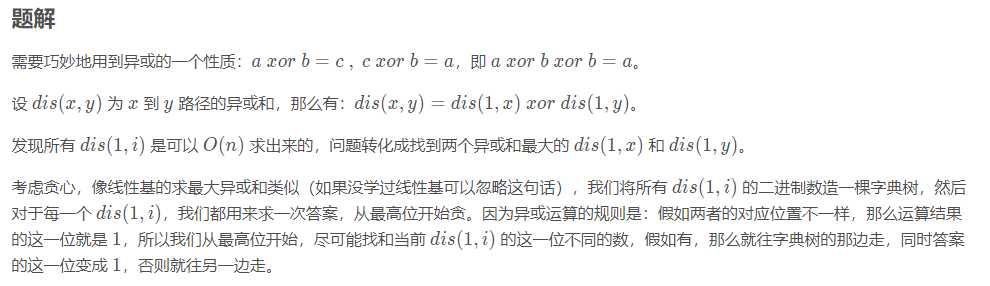 题解
需要巧妙地用到异或的一个性质：a xor b = c , c xor b = a，即 a xor b xor b = a。
设 dis(x, y) 为 x 到 y 路径的异或和，那么有：dis(x, y) = dis(1, x) xor dis(1, y)。
发现所有 dis(1, i) 是可以 O(n) 求出来的，问题转化成找到两个异或和最大的 dis(1, x) 和 dis(1, y)。
考虑贪心，像线性基的求最大异或和类似（如果没学过线性基可以忽略这句话），我们将所有 dis(1, i) 的二进制数造一棵字典树，然后
对于每一个 dis(1, i)，我们都用来求一次答案，从最高位开始贪。因为异或运算的规则是：假如两者的对应位置不一样，那么运算结果
的这一位就是 1，所以我们从最高位开始，尽可能找和当前 dis(1, i) 的这一位不同的数，假如有，那么就往字典树的那边走，同时答案
的这一位变成 1，否则就往另一边走。